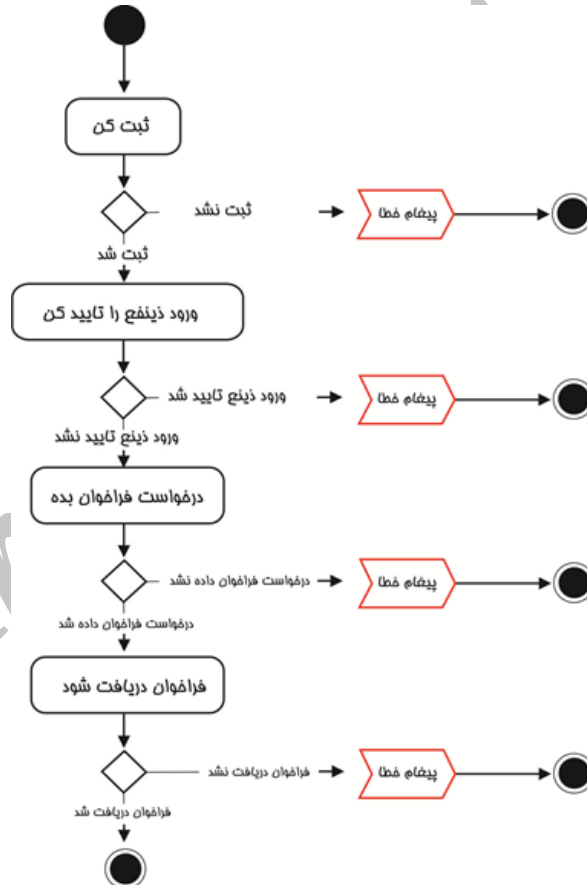 ثبت کن
ثبت نشد
پیغام خطا
ثبت شد
ورود ذینفع را تایید کن
ورود ذینع تایید شد
پیغام خطا
ورود ذینع تایید نشد
درخواست فراخوان بده
درخواست فراخوان داده نشد
پیغام خطا
درخواست فراخوان داده شد
فراخوان دریافت شود
فراخوان دریافت نشد
پیغام خطا
فراخوان دریافت شد